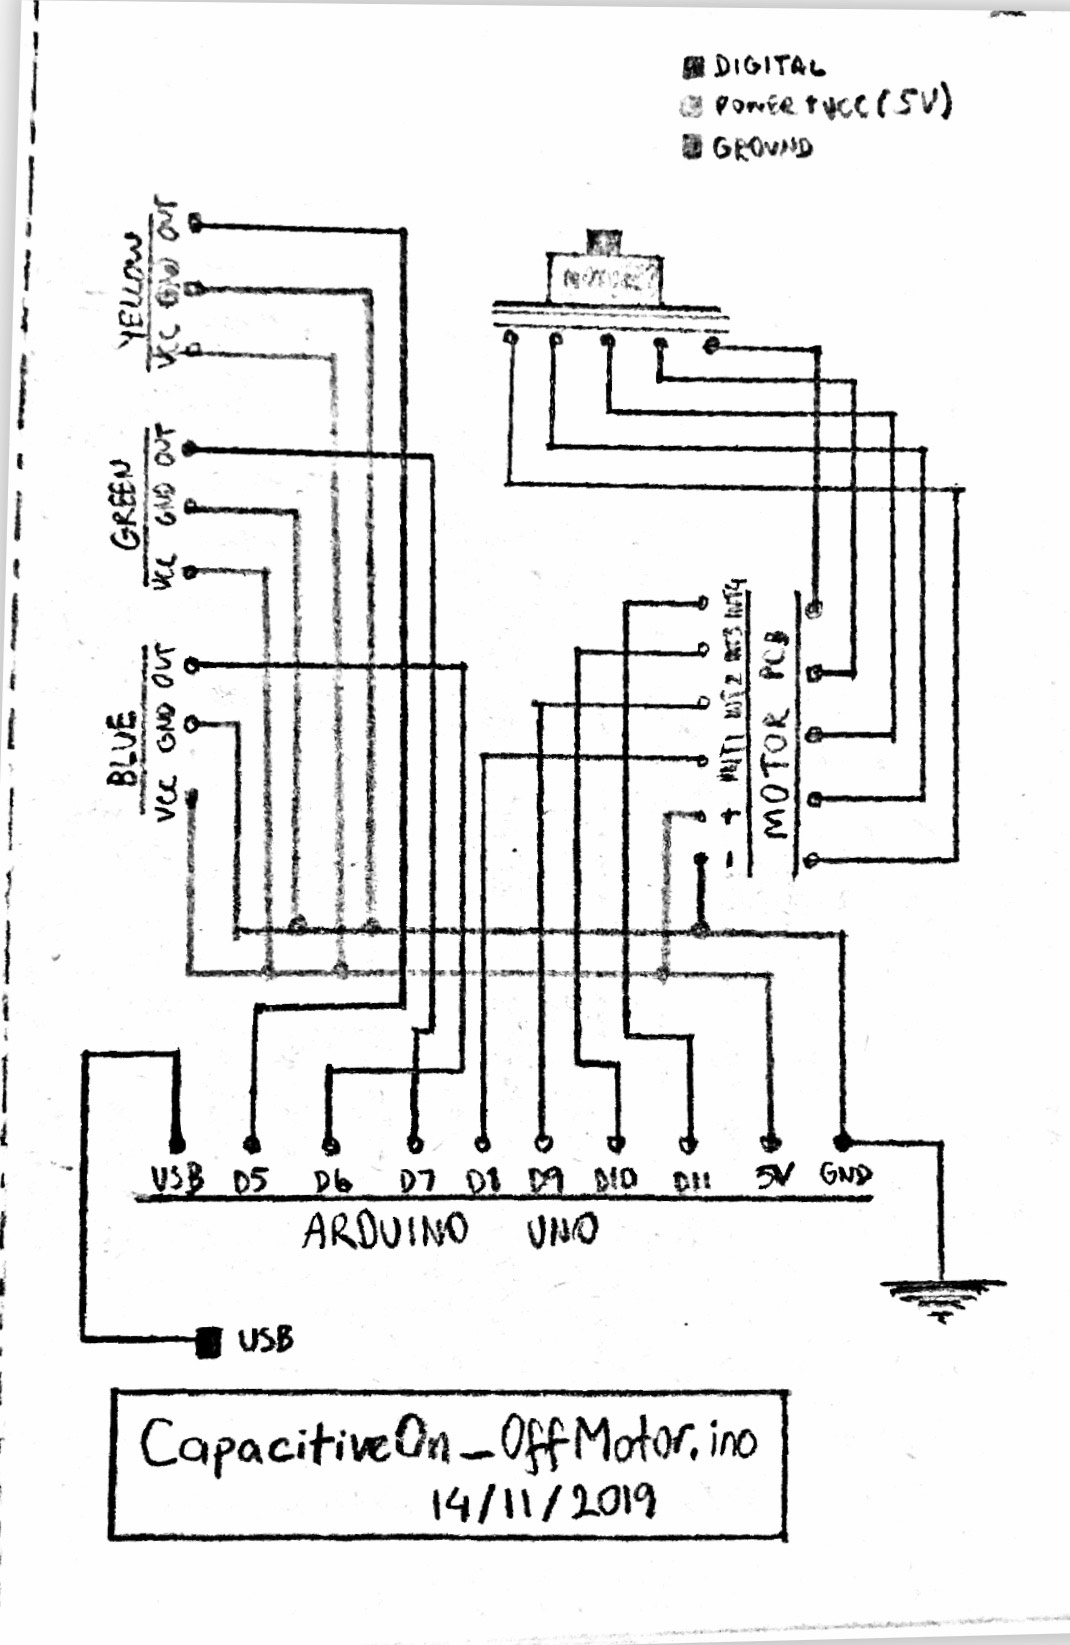 DIGITAL
POWER + VCC (5V)
GROUND
YELLOW
OUT
GND
VCC
GREEN
OUT
GND
VCC
BLUE
OUT
GND
VCC
INT4
INT3
INT2
INT1
+
-
MOTOR PCB
USB D5 D6 D7 D8 D9 D10 D11 5V GND
ARDUINO UNO
USB
CapacitiveOn_OffMotor.ino
14/11/2019